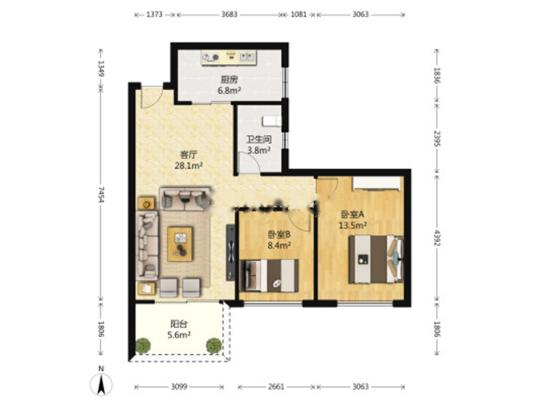 1373
3683
1081
3063
1349
7454
1806
1836
2395
4392
1806
厨房
6.8m²
卫生间
3.8m²
客厅
28.1m²
卧室A
13.5m²
卧室B
8.4m²
阳台
5.6m²
N
3099
2661
3063